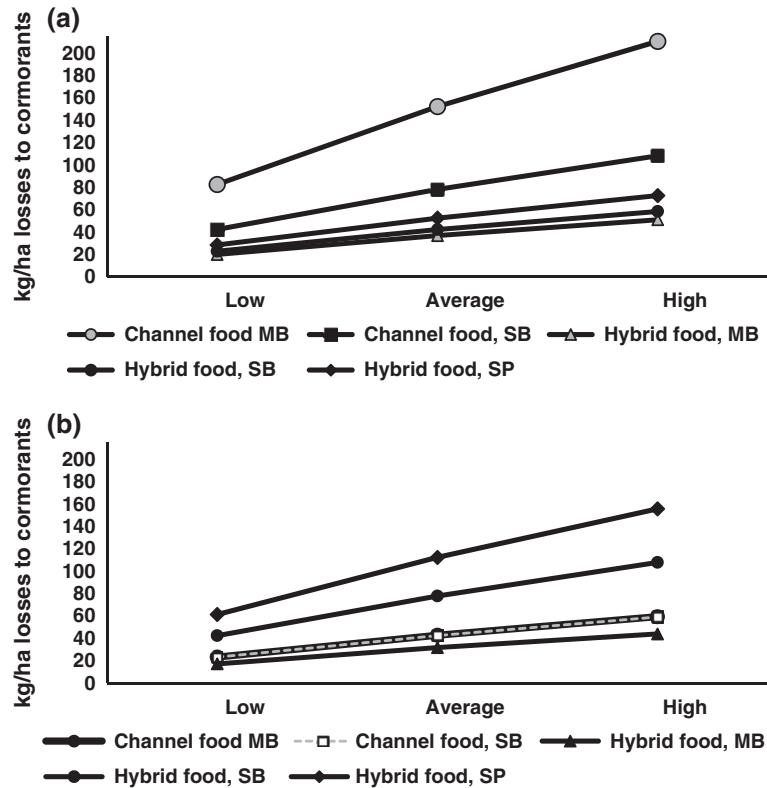 (a)
kg/ha losses to cormorants
200
180
160
140
120
100
80
60
40
20
0
Low Average High
Channel food MB Channel food, SB Hybrid food, MB
Hybrid food, SB Hybrid food, SP
(b)
kg/ha losses to cormorants
200
180
160
140
120
100
80
60
40
20
0
Low Average High
Channel food MB Channel food, SB Hybrid food, MB
Hybrid food, SB Hybrid food, SP